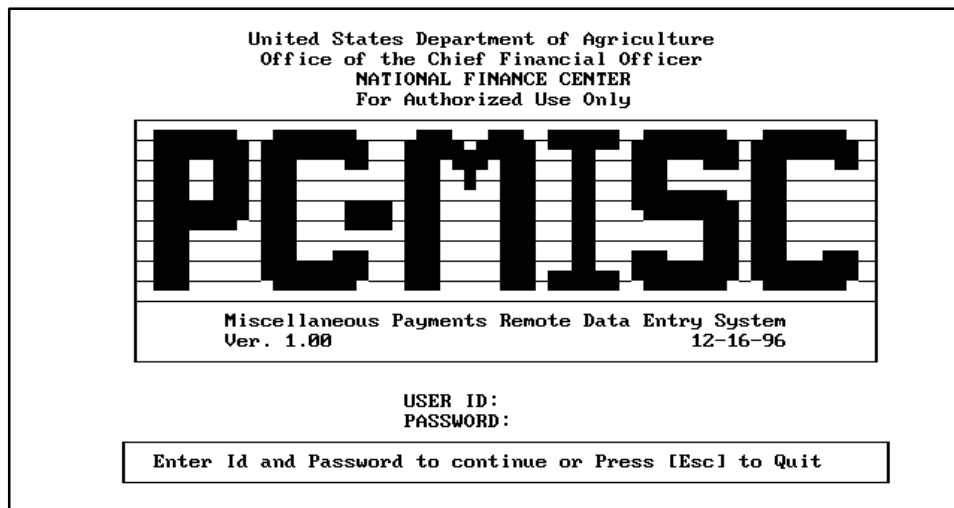 United States Department of Agriculture
Office of the Chief Financial Officer
NATIONAL FINANCE CENTER
For Authorized Use Only
PC-MISC
Miscellaneous Payments Remote Data Entry System
Ver. 1.00 12-16-96
USER ID:
PASSWORD:
Enter Id and Password to continue or Press [Esc] to Quit